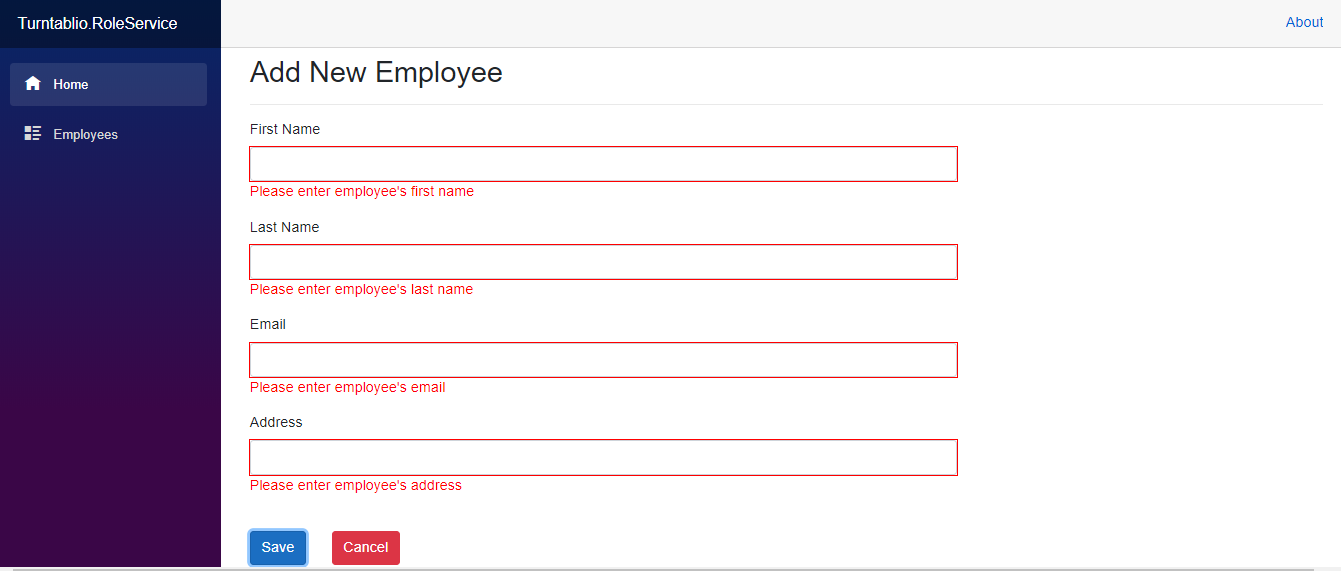 Turntablio.RoleService
About
Home
Employees
Add New Employee
First Name
Please enter employee's first name
Last Name
Please enter employee's last name
Email
Please enter employee's email
Address
Please enter employee's address
Save Cancel